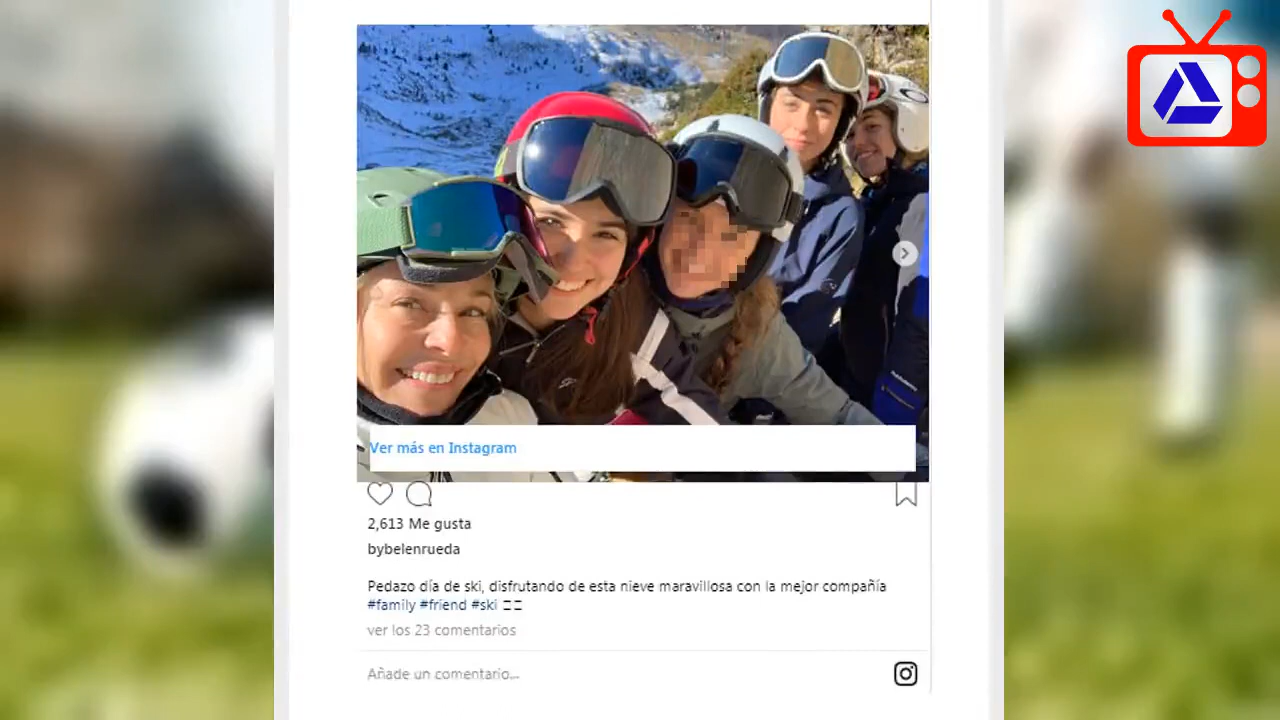 Ver más en Instagram
2,613 Me gusta
bybelenrueda
Pedazo día de ski, disfrutando de esta nieve maravillosa con la mejor compañía
#family #friend #ski
ver los 23 comentarios
Añade un comentario...